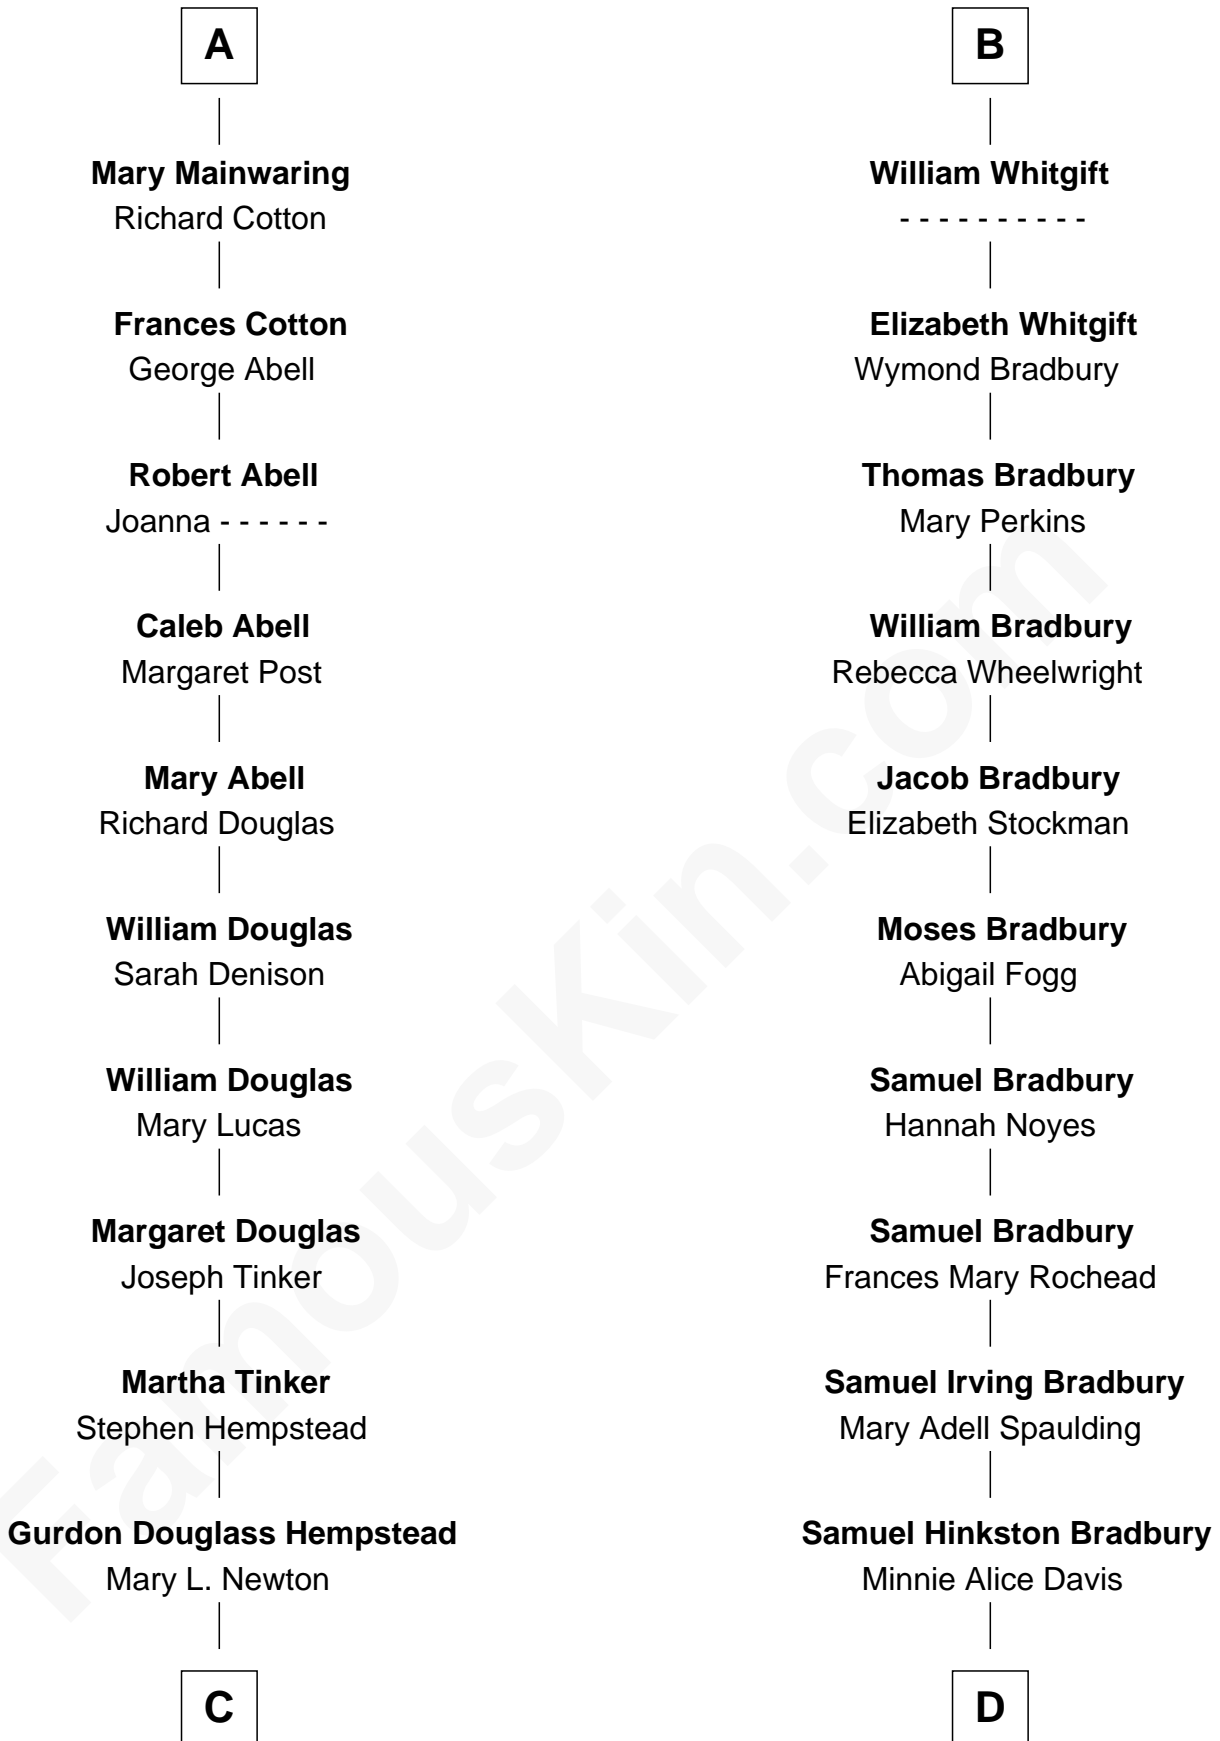 A
Mary Mainwaring
Richard Cotton
Frances Cotton
George Abell
Robert Abell
Joanna - - - - - -
Caleb Abell
Margaret Post
Mary Abell
Richard Douglas
William Douglas
Sarah Denison
William Douglas
Mary Lucas
Margaret Douglas
Joseph Tinker
Martha Tinker
Stephen Hempstead
Gurdon Douglass Hempstead
Mary L. Newton
C
B
William Whitgift
- - - - - - - - - -
Elizabeth Whitgift
Wymond Bradbury
Thomas Bradbury
Mary Perkins
William Bradbury
Rebecca Wheelwright
Jacob Bradbury
Elizabeth Stockman
Moses Bradbury
Abigail Fogg
Samuel Bradbury
Hannah Noyes
Samuel Bradbury
Frances Mary Rochead
Samuel Irving Bradbury
Mary Adell Spaulding
Samuel Hinkston Bradbury
Minnie Alice Davis
D
FamousKin.com